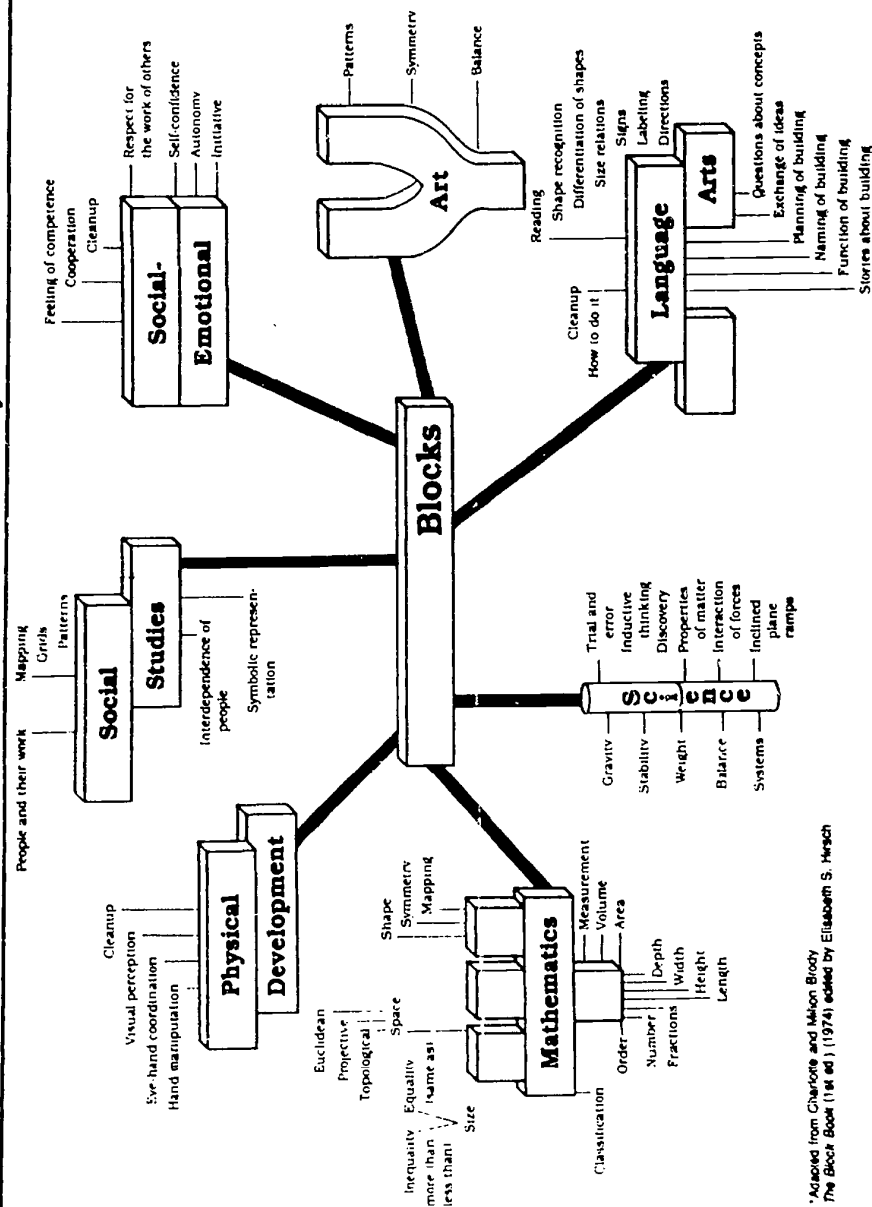 People and their work
Mapping
Grids
Patterns
Social
Studies
Interdependence of
people
Symbolic represen-
tation
Feeling of competence
Cooperation
Cleanup
Social-
Emotional
Respect for
the work of others
Self-confidence
Autonomy
Initiative
Patterns
Symmetry
Balance
Art
Cleanup
Visual perception
Eye-hand coordination
Hand manipulation
Physical
Development
Blocks
Reading
Shape recognition
Differentiation of shapes
Size relations
Signs
Labeling
Directions
Cleanup
How to do it
Language
Arts
Questions about concepts
Exchange of ideas
Planning of building
Naming of building
Function of building
Stories about building
Euclidean
Projective
Topological
Space
Shape
Symmetry
Mapping
Inequality
more than
less than)
Equality
(same as)
Size
Mathematics
Classification
Order
Number
Fractions
Measurement
Volume
Area
Depth
Width
Height
Length
Science
Gravity
Stability
Weight
Balance
Systems
Trial and
error
Inductive
thinking
Discovery
Properties
of matter
Interaction
of forces
Inclined
plane
ramps
*Adapted from Charlotte and Milton Brody
The Block Book (1st ed.) (1974) edited by Elisabeth S. Hirsch